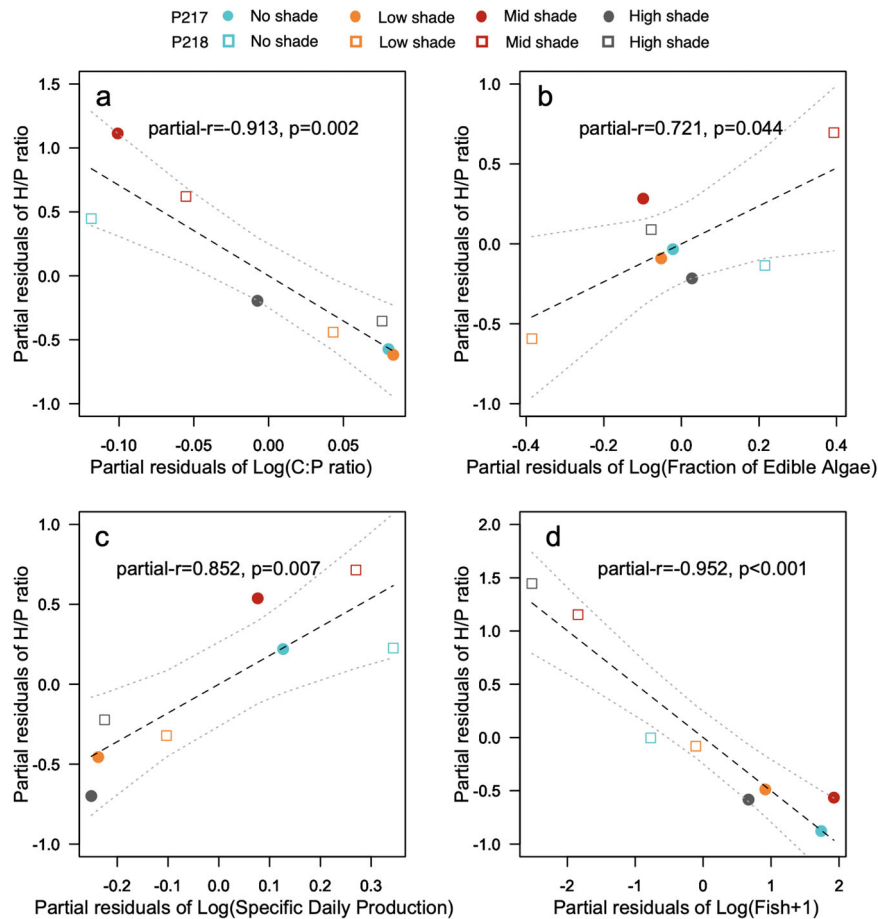 P217 No shade Low shade Mid shade High shade
P218 No shade Low shade Mid shade High shade
a
partial-r=-0.913, p=0.002
Partial residuals of H/P ratio
1.5
1.0
0.5
0.0
-0.5
-1.0
-0.10 -0.05 0.00 0.05
Partial residuals of Log(C:P ratio)
b
partial-r=0.721, p=0.044
Partial residuals of H/P ratio
1.0
0.5
0.0
-0.5
-1.0
-0.4 -0.2 0.0 0.2 0.4
Partial residuals of Log(Fraction of Edible Algae)
c
partial-r=0.852, p=0.007
Partial residuals of H/P ratio
1.0
0.5
0.0
-0.5
-1.0
-0.2 -0.1 0.0 0.1 0.2 0.3
Partial residuals of Log(Specific Daily Production)
d
partial-r=-0.952, p<0.001
Partial residuals of H/P ratio
2.0
1.5
1.0
0.5
0.0
-0.5
-1.0
-2 -1 0 1 2
Partial residuals of Log(Fish+1)